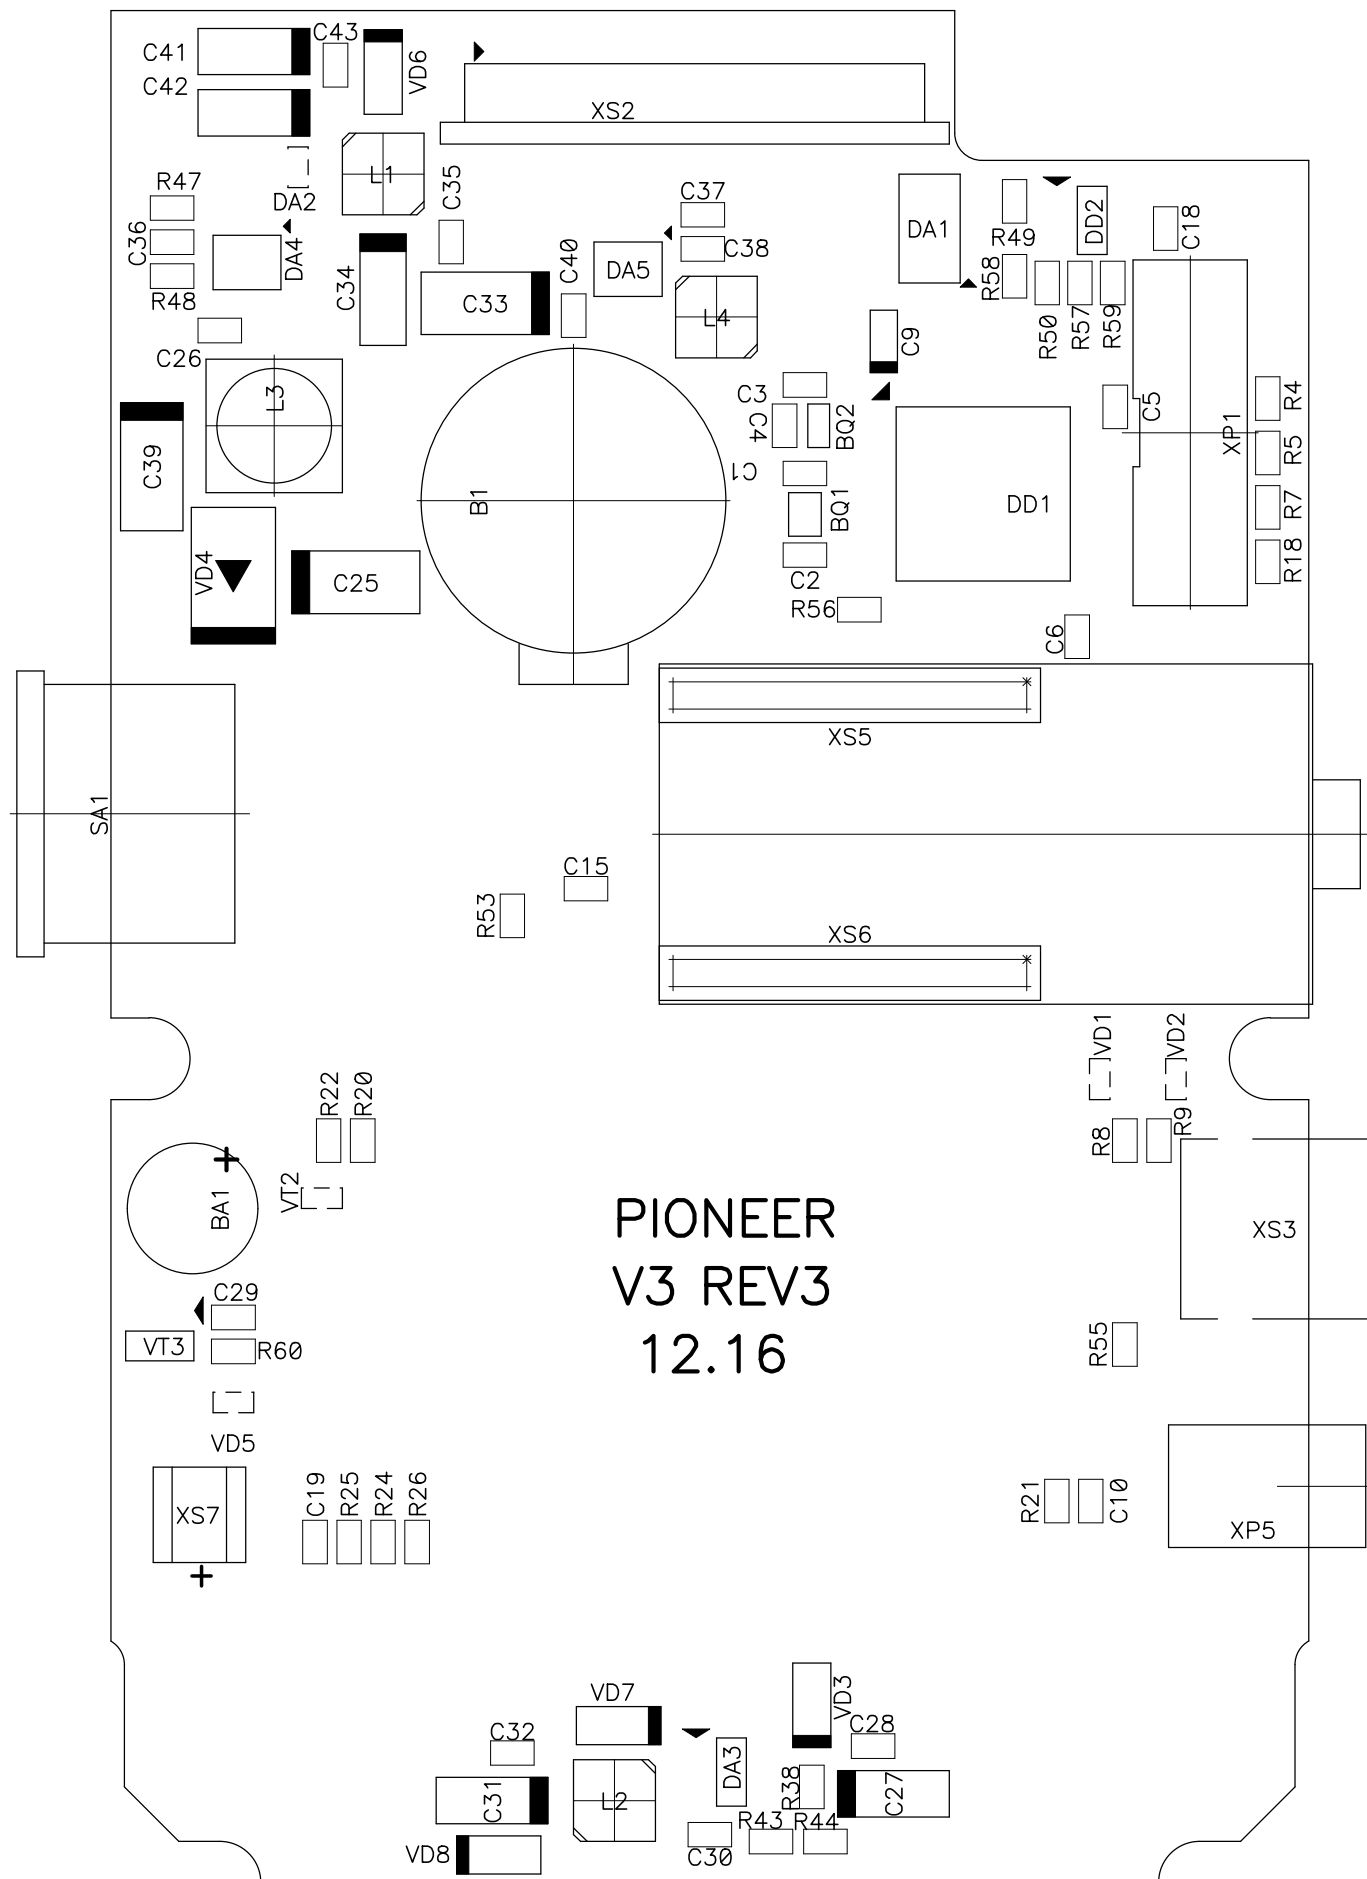 C41
C43
C42
VD6
XS2
L1
R47
DA2
C35
C36
DA4
R48
C34
C33
C40
DA5
C37
C38
L4
DA1
R49
DD2
C18
R58
R50
R57
R59
C26
L3
C9
C3
C4
BQ2
C5
XP1
R4
R5
R7
R18
C39
B1
C1
BQ1
DD1
VD4
C25
C2
R56
C6
XS5
SA1
C15
R53
XS6
VD1
VD2
R22
R20
R8
R9
VT2
BA1
+
PIONEER
V3 REV3
12.16
XS3
C29
VT3
R60
R55
VD5
XS7
+
C19
R25
R24
R26
R21
C10
XP5
VD7
VD3
C32
C28
C31
L2
DA3
R38
C27
R43
R44
VD8
C30